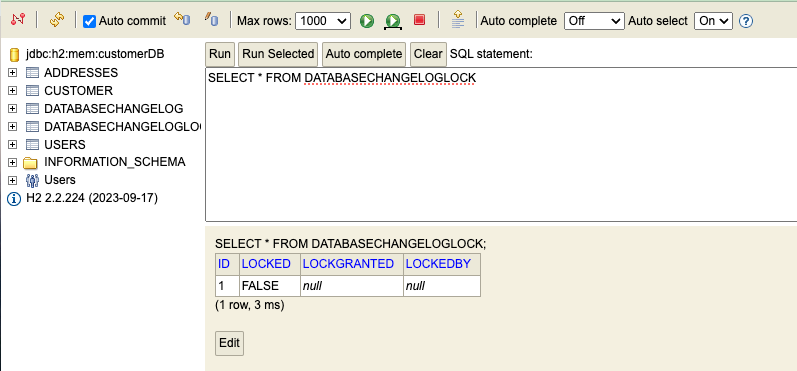 Auto commit Max rows: 1000 Auto complete Off Auto select On ?
jdbc:h2:mem:customerDB
ADDRESSES
CUSTOMER
DATABASECHANGELOG
DATABASECHANGELOGLO
USERS
INFORMATION_SCHEMA
Users
H2 2.2.224 (2023-09-17)
Run Run Selected Auto complete Clear SQL statement:
SELECT * FROM DATABASECHANGELOGLOCK
SELECT * FROM DATABASECHANGELOGLOCK;
ID LOCKED LOCKGRANTED LOCKEDBY
1 FALSE null null
(1 row, 3 ms)
Edit